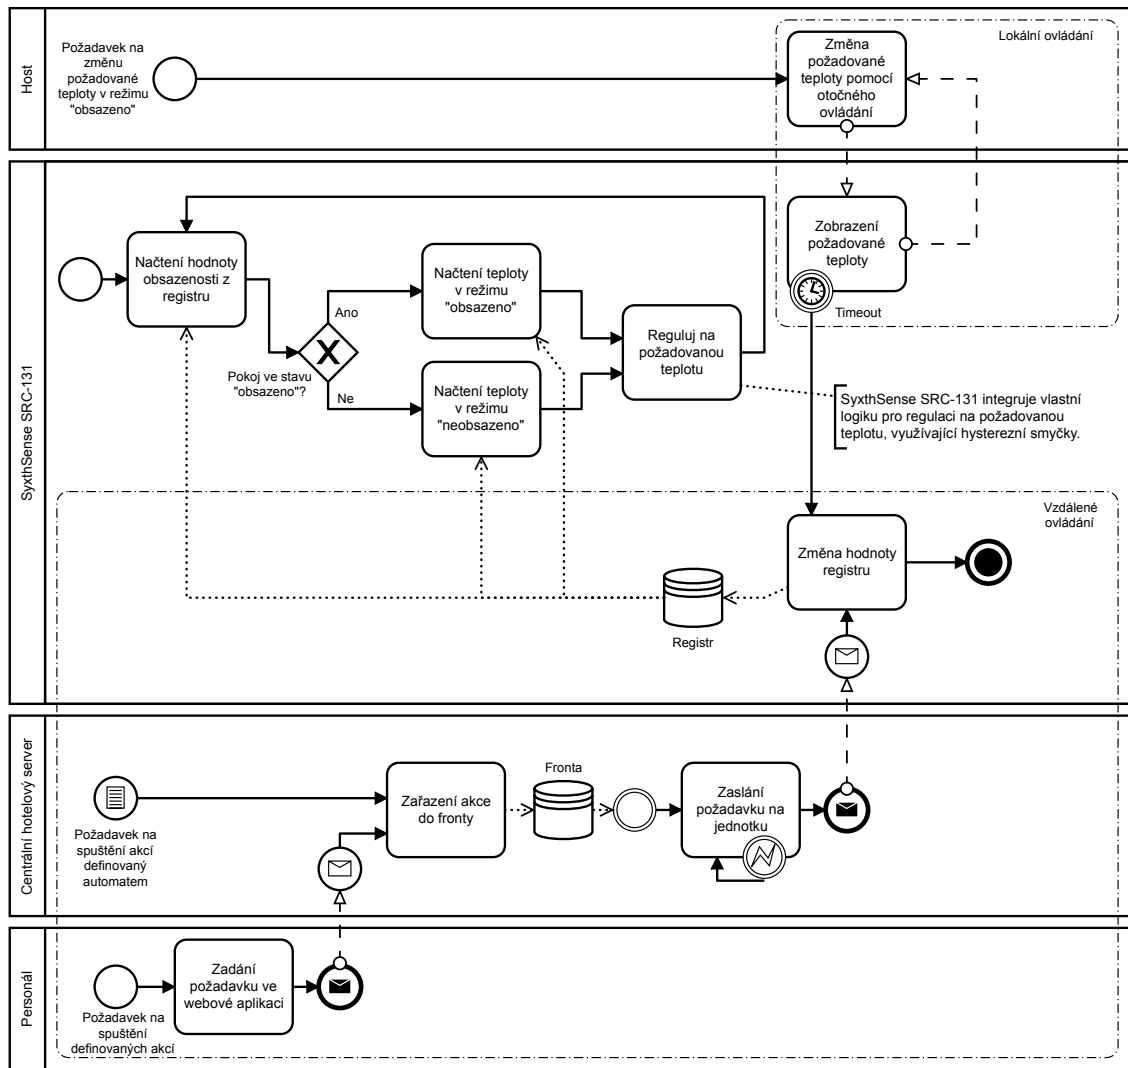 Host
Požadavek na
změnu
požadované
teploty v režimu
"obsazeno"
Změna
požadované
teploty pomocí
otočného
ovládání
Lokální ovládání
SyxthSense SRC-131
Načtení hodnoty
obsazenosti z
registru
Pokoj ve stavu
"obsazeno"?
Ano
Ne
Načtení teploty
v režimu
"obsazeno"
Načtení teploty
v režimu
"neobsazeno"
Reguluj na
požadovanou
teplotu
Zobrazení
požadované
teploty
Timeout
SyxthSense SRC-131 integruje vlastní
logiku pro regulaci na požadovanou
teplotu, využívající hysterezní smyčky.
Vzdálené
ovládání
Změna hodnoty
registru
Registr
Centrální hotelový server
Požadavek na
spuštění akcí
definovaný
automatem
Zařazení akce
do fronty
Fronta
Zaslání
požadavku na
jednotku
Personál
Požadavek na
spuštění
definovaných akcí
Zadání
požadavku ve
webové aplikaci